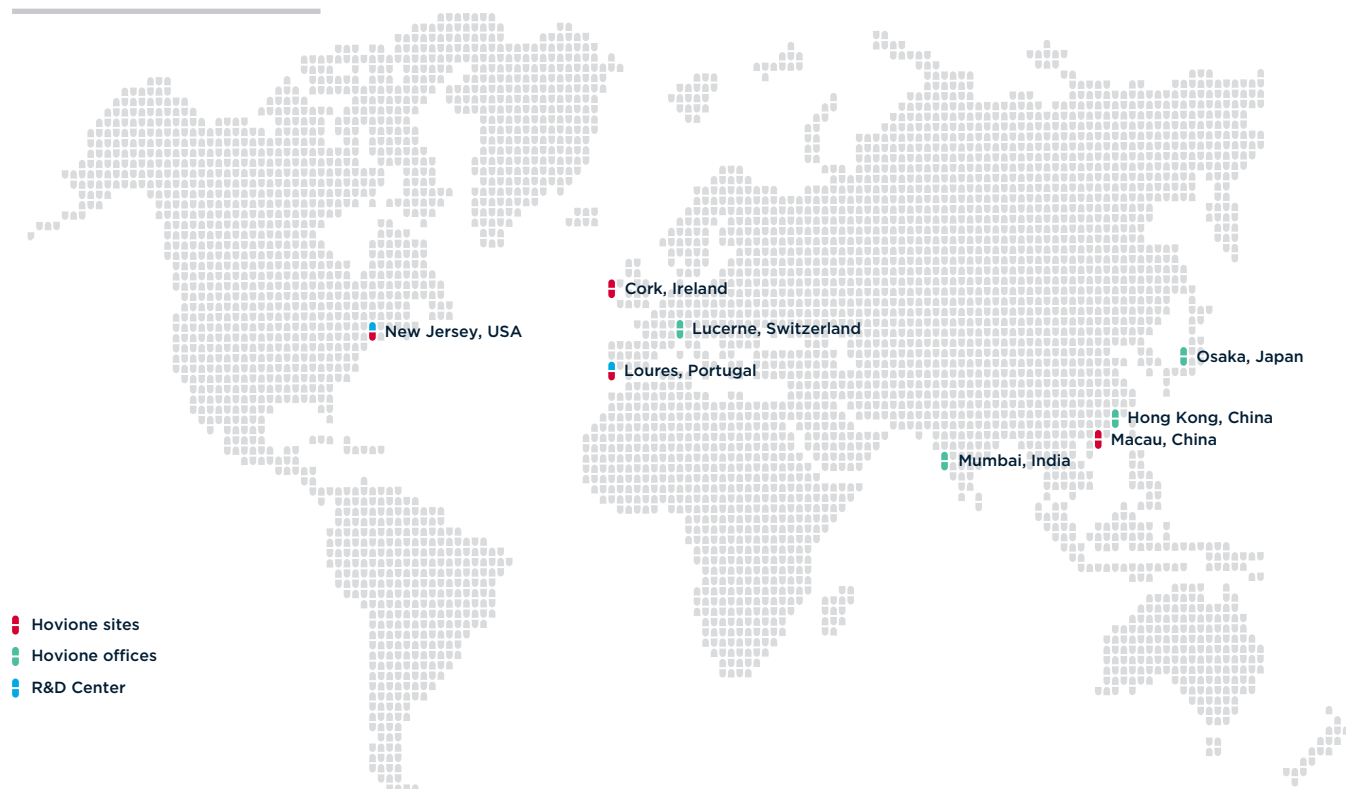 Cork, Ireland
New Jersey, USA
Lucerne, Switzerland
Osaka, Japan
Loures, Portugal
Hong Kong, China
Macau, China
Mumbai, India
Hovione sites
Hovione offices
R&D Center